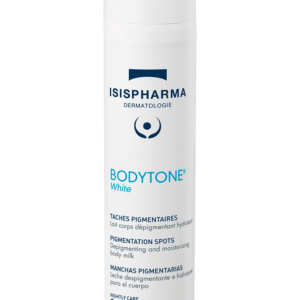 ISISPHARMA
DERMATOLOGIE
BODYTONE®
White
TACHES PIGMENTAIRES
Lait corps dépigmentant hydratant
PIGMENTATION SPOTS
Depigmenting and moisturizing
body milk
MANCHAS PIGMENTARIAS
Leche despigmentante e hidratante
para el cuerpo
NIGHTLY CARE